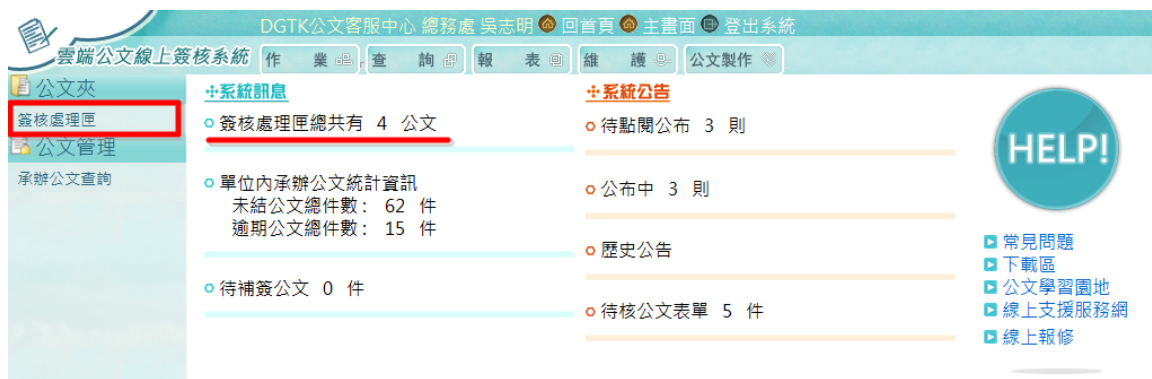 DGTK公文客服中心 總務處 吳志明 回首頁 主畫面 登出系統
雲端公文線上簽核系統
作 業 查 詢 報 表 維 護 公文製作
公文夾
簽核處理匣
公文管理
承辦公文查詢
系統訊息
簽核處理匣總共有 4 公文
單位內承辦公文統計資訊
未結公文總件數： 62 件
逾期公文總件數： 15 件
待補簽公文 0 件
系統公告
待點閱公布 3 則
公布中 3 則
歷史公告
待核公文表單 5 件
HELP!
常見問題
下載區
公文學習園地
線上支援服務網
線上報修